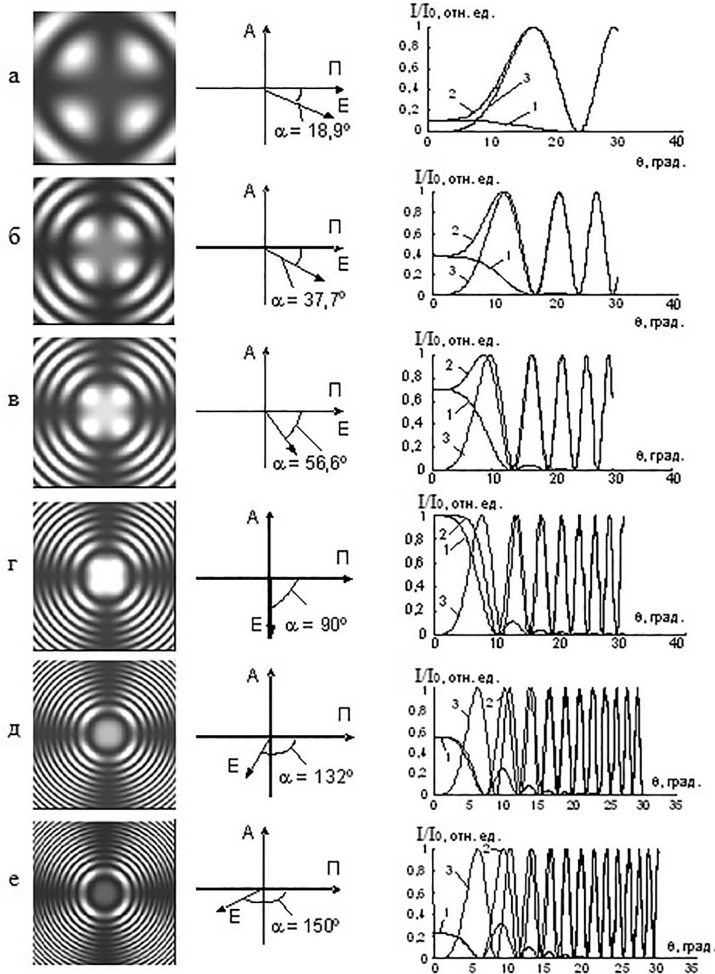 а
A
П
E
α = 18,9º
I/I₀, отн. ед.
1
0,8
0,6
0,4
0,2
0
2
3
1
0 10 20 30 40
θ, град.
б
A
П
E
α = 37,7º
I/I₀, отн. ед.
1
0,8
0,6
0,4
0,2
0
2
1
3
0 10 20 30 40
θ, град.
в
A
П
E
α = 56,6º
I/I₀, отн. ед.
1
0,8
0,6
0,4
0,2
0
2
1
3
0 10 20 30 40
θ, град.
г
A
П
E
α = 90º
I/I₀, отн. ед.
1
0,8
0,6
0,4
0,2
0
2
1
3
0 10 20 30 40
θ, град.
д
A
П
E
α = 132º
I/I₀, отн. ед.
1
0,8
0,6
0,4
0,2
0
3
2
1
0 5 10 15 20 25 30 35
θ, град.
е
A
П
E
α = 150º
I/I₀, отн. ед.
1
0,8
0,6
0,4
0,2
0
2
3
1
0 5 10 15 20 25 30 35
θ, град.